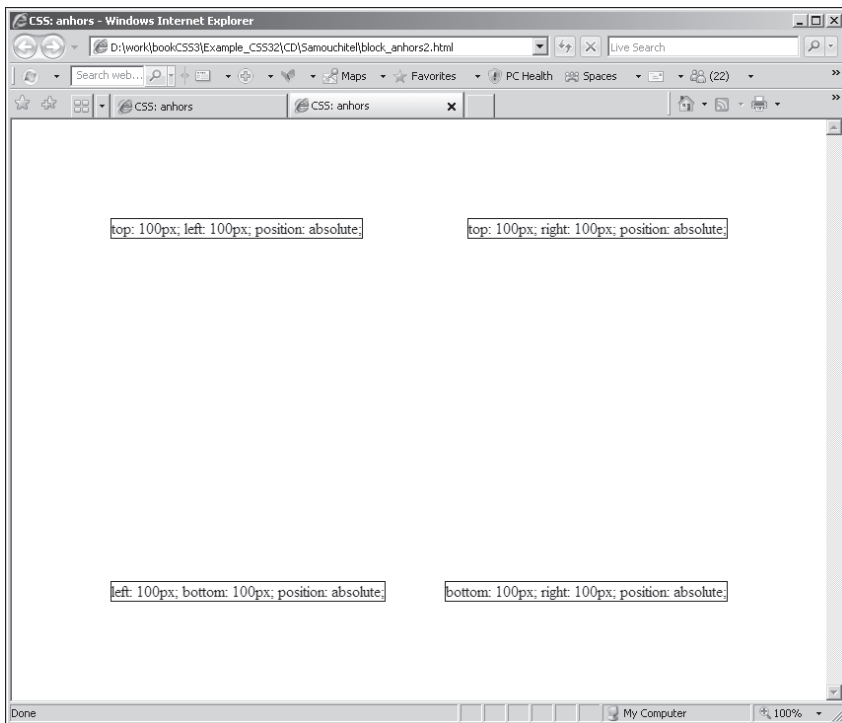 CSS: anhors - Windows Internet Explorer
D:\work\bookCSS3\Example_CSS32\CD\Samouchitel\block_anhors2.html
Live Search
Search web...
Maps
Favorites
PC Health
Spaces
(22)
CSS: anhors
CSS: anhors
top: 100px; left: 100px; position: absolute;
top: 100px; right: 100px; position: absolute;
left: 100px; bottom: 100px; position: absolute;
bottom: 100px; right: 100px; position: absolute;
Done
My Computer
100%